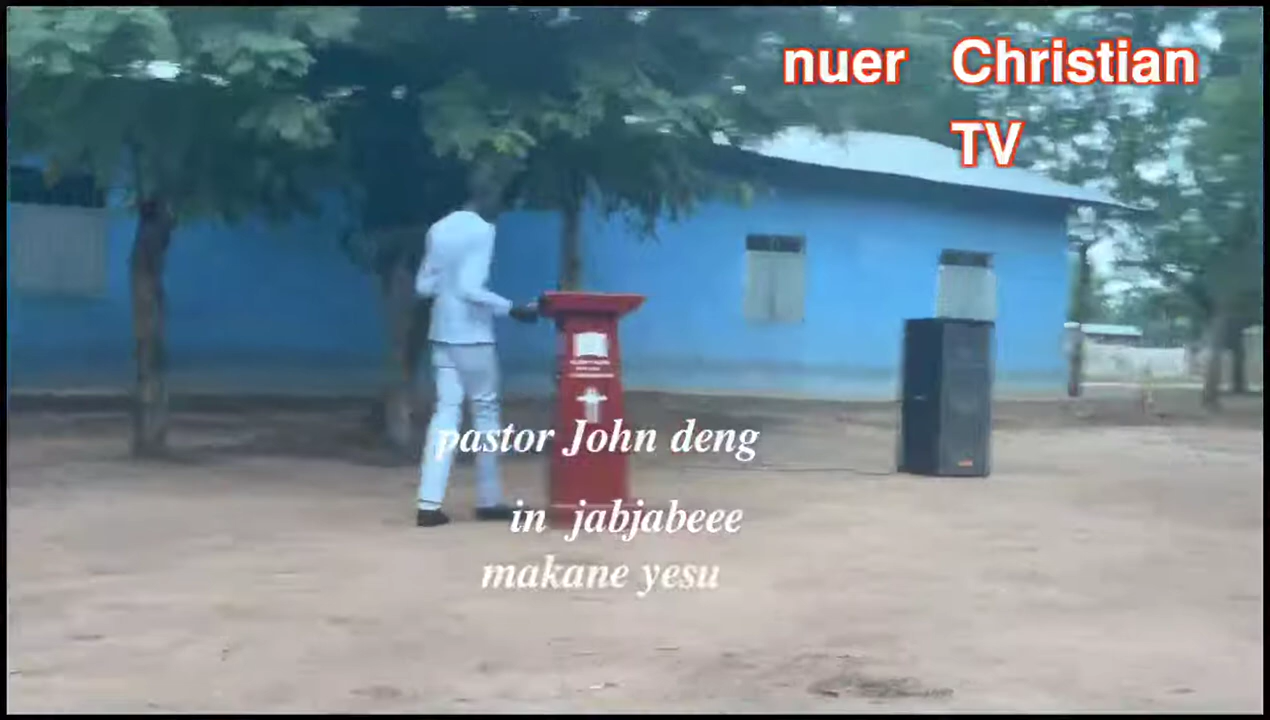 nuer Christian
TV
pastor John deng
in jabjabeee
makane yesu